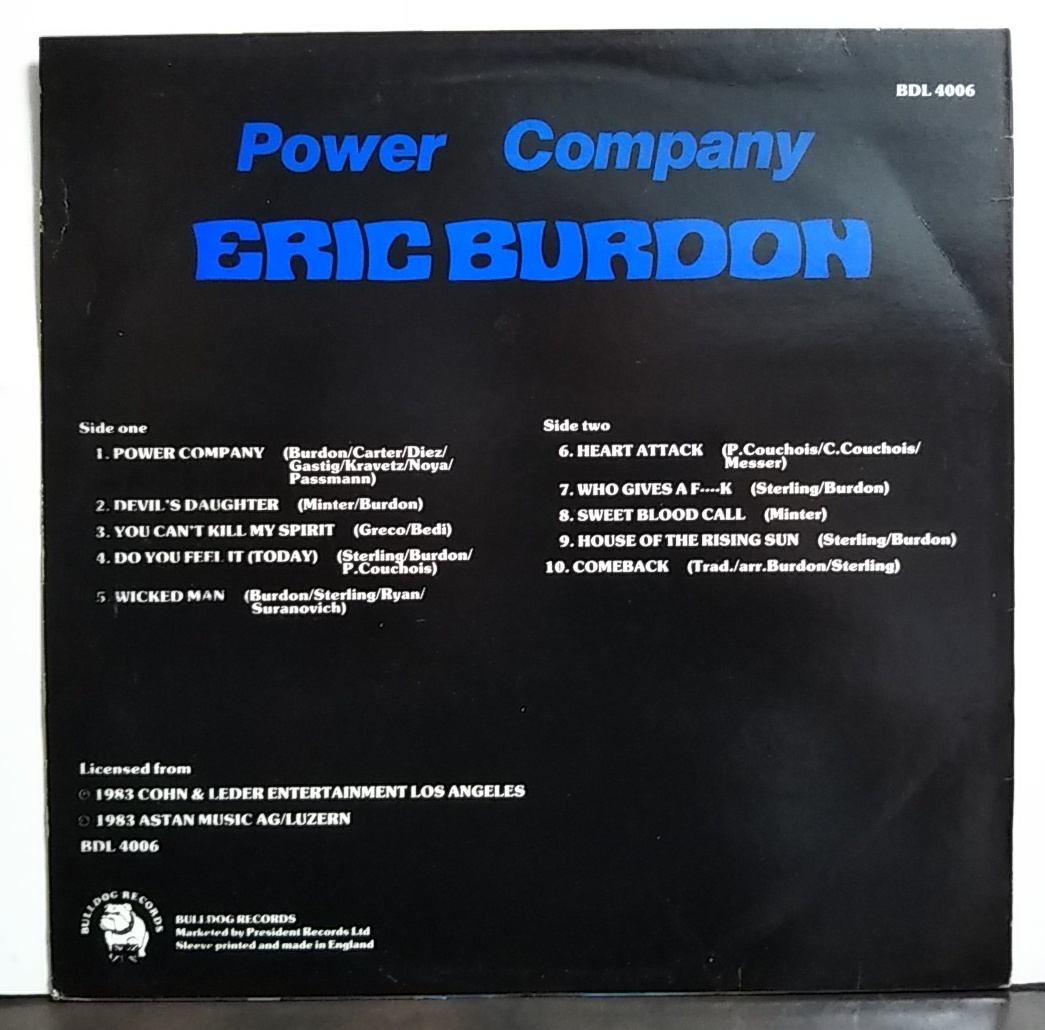 BDL 4006
Power Company
ERIC BURDON
Side one
1. POWER COMPANY (Burdon/Carter/Diez/
Gastig/Kravetz/Noya/
Passmann)
2. DEVIL'S DAUGHTER (Minter/Burdon)
3. YOU CAN'T KILL MY SPIRIT (Greco/Bedi)
4. DO YOU FEEL IT (TODAY) (Sterling/Burdon/
P.Couchois)
5. WICKED MAN (Burdon/Sterling/Ryan/
Suranovich)
Side two
6. HEART ATTACK (P.Couchois/C.Couchois/
Messer)
7. WHO GIVES A F----K (Sterling/Burdon)
8. SWEET BLOOD CALL (Minter)
9. HOUSE OF THE RISING SUN (Sterling/Burdon)
10. COMEBACK (Trad./arr.Burdon/Sterling)
Licensed from
℗ 1983 COHN & LEDER ENTERTAINMENT LOS ANGELES
© 1983 ASTAN MUSIC AG/LUZERN
BDL 4006
BULLDOG RECORDS
BULLDOG RECORDS
Marketed by President Records Ltd
Sleeve printed and made in England